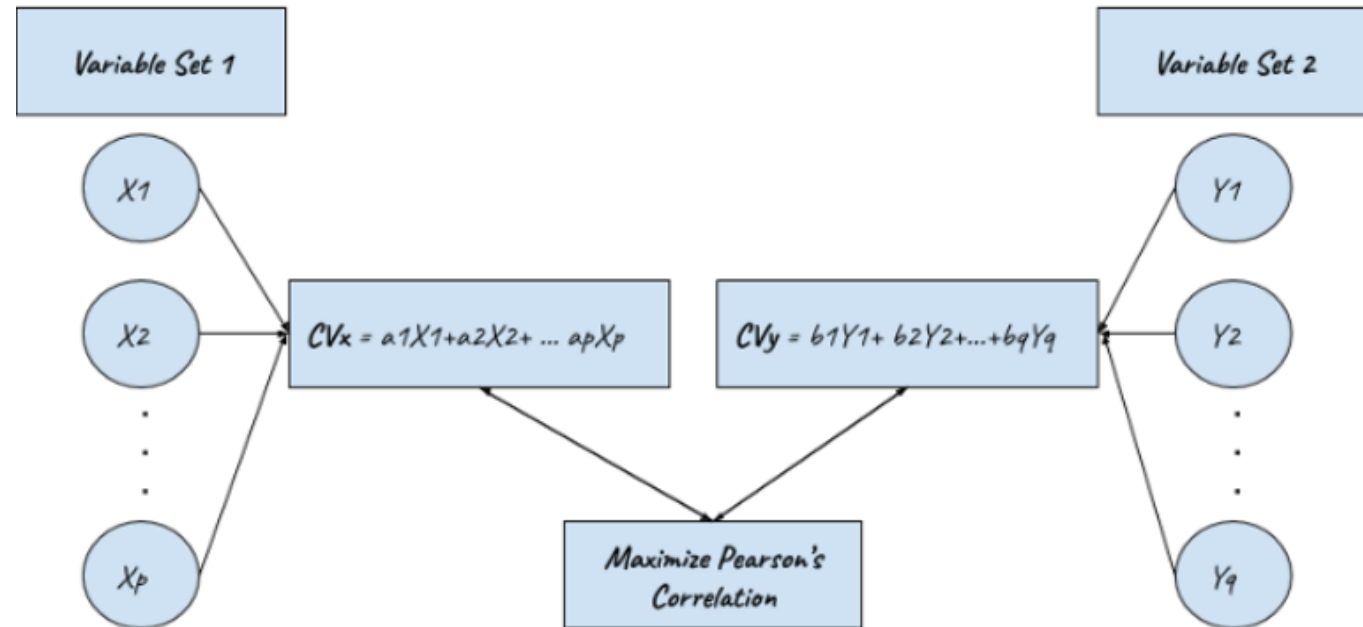 Variable Set 1
Variable Set 2
X1
Y1
X2
CVx = a1X1+a2X2+ ... apXp
CVy = b1Y1+ b2Y2+...+bqYq
Y2
Xp
Maximize Pearson's
Correlation
Yq